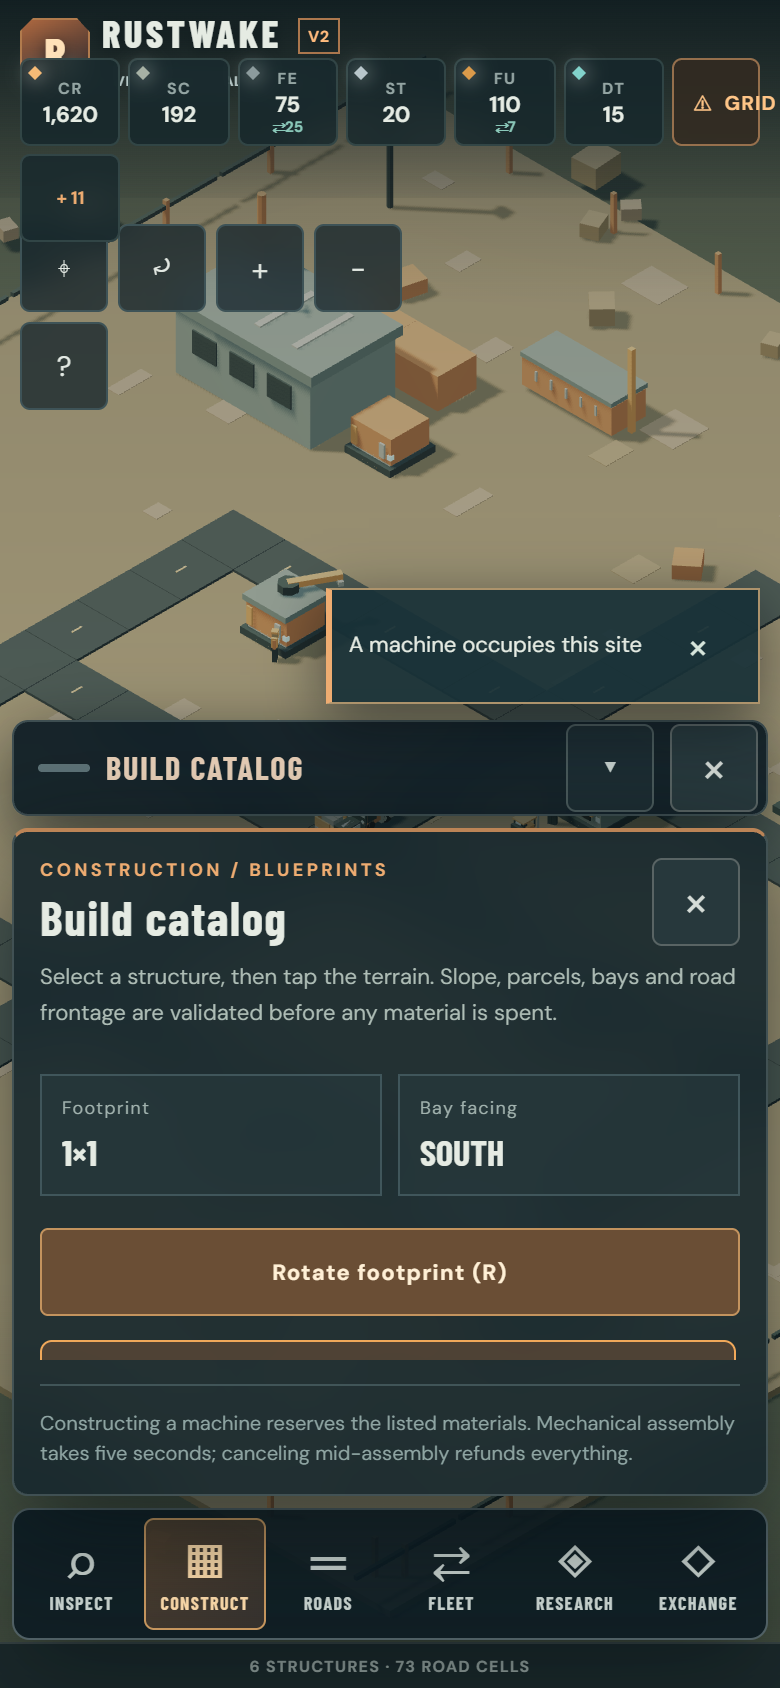 R
RUSTWAKE
V2
CR
1,620
SC
192
FE
75
⇄25
ST
20
FU
110
⇄7
DT
15
⚠ GRID
+ 11
+
-
?
A machine occupies this site
×
BUILD CATALOG
▼
×
CONSTRUCTION / BLUEPRINTS
×
Build catalog
Select a structure, then tap the terrain. Slope, parcels, bays and road
frontage are validated before any material is spent.
Footprint
1×1
Bay facing
SOUTH
Rotate footprint (R)
Constructing a machine reserves the listed materials. Mechanical assembly
takes five seconds; canceling mid-assembly refunds everything.
INSPECT
CONSTRUCT
ROADS
FLEET
RESEARCH
EXCHANGE
6 STRUCTURES · 73 ROAD CELLS